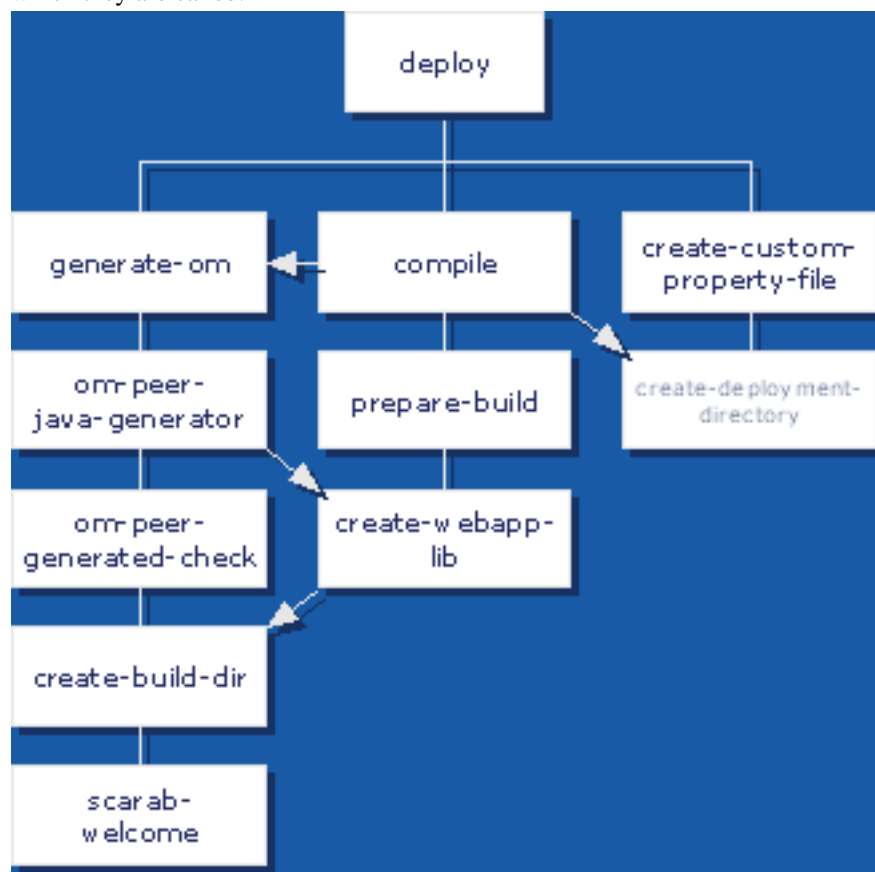 deploy
generate-om
compile
create-custom-
property-file
om-peer-
java-generator
prepare-build
create-deployment-
directory
om-peer-
generated-check
create-webapp-
lib
create-build-dir
scarab-
welcome